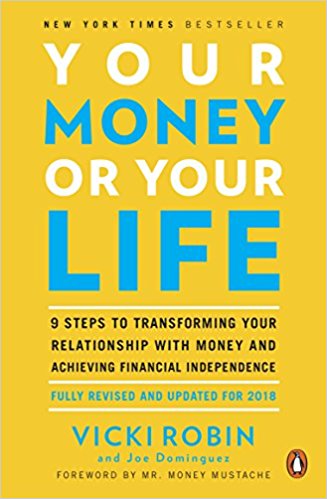 NEW YORK TIMES BESTSELLER
YOUR
MONEY
OR YOUR
LIFE
9 STEPS TO TRANSFORMING YOUR
RELATIONSHIP WITH MONEY AND
ACHIEVING FINANCIAL INDEPENDENCE
FULLY REVISED AND UPDATED FOR 2018
VICKI ROBIN
and Joe Dominguez
FOREWORD BY MR. MONEY MUSTACHE